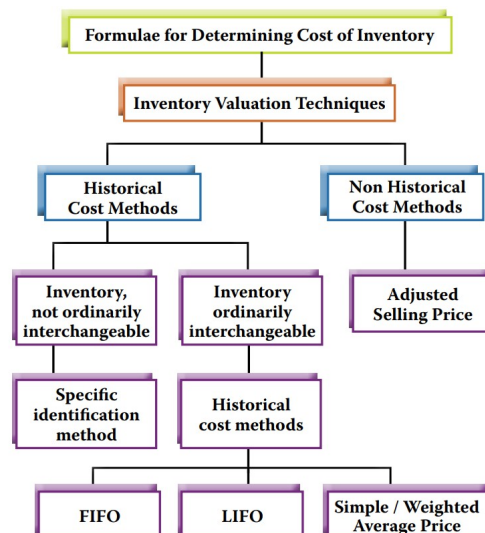 Formulae for Determining Cost of Inventory
Inventory Valuation Techniques
Historical
Cost Methods
Non Historical
Cost Methods
Inventory,
not ordinarily
interchangeable
Inventory
ordinarily
interchangeable
Adjusted
Selling Price
Specific
identification
method
Historical
cost methods
FIFO
LIFO
Simple / Weighted
Average Price